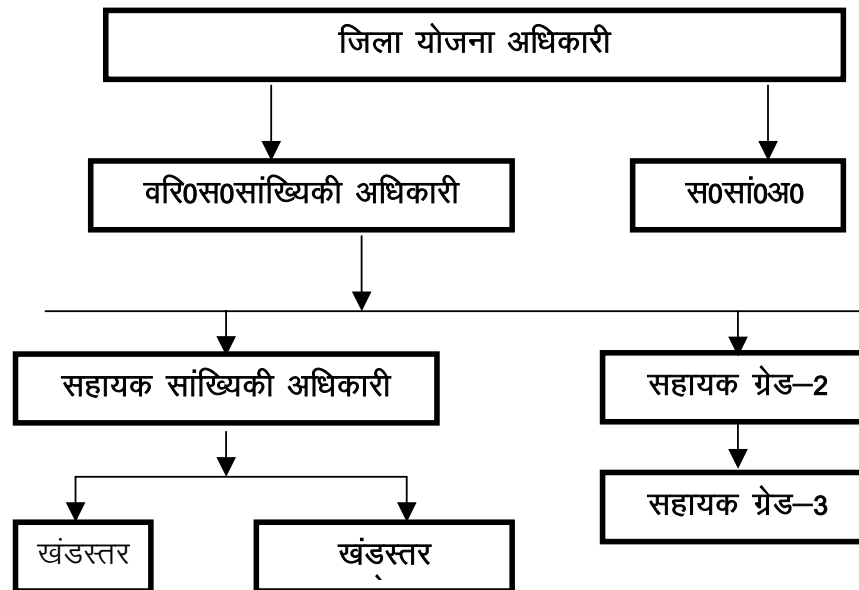 जिला योजना अधिकारी
वरि0स0सांख्यिकी अधिकारी
स0सां0अ0
सहायक सांख्यिकी अधिकारी
सहायक ग्रेड–2
सहायक ग्रेड–3
खंडस्तर
खंडस्तर